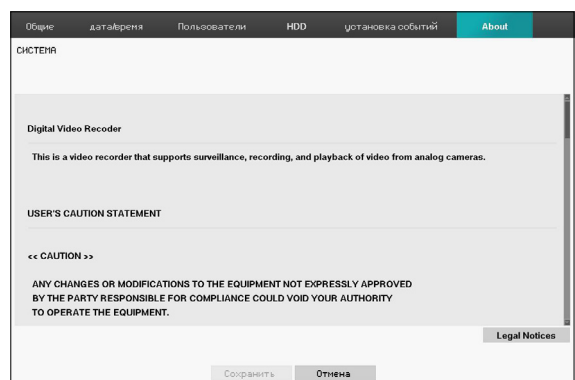 Общие дата/время Пользователи HDD установка событий About
СИСТЕМА
Digital Video Recoder
This is a video recorder that supports surveillance, recording, and playback of video from analog cameras.
USER'S CAUTION STATEMENT
<< CAUTION >>
ANY CHANGES OR MODIFICATIONS TO THE EQUIPMENT NOT EXPRESSLY APPROVED
BY THE PARTY RESPONSIBLE FOR COMPLIANCE COULD VOID YOUR AUTHORITY
TO OPERATE THE EQUIPMENT.
Legal Notices
Сохранить Отмена